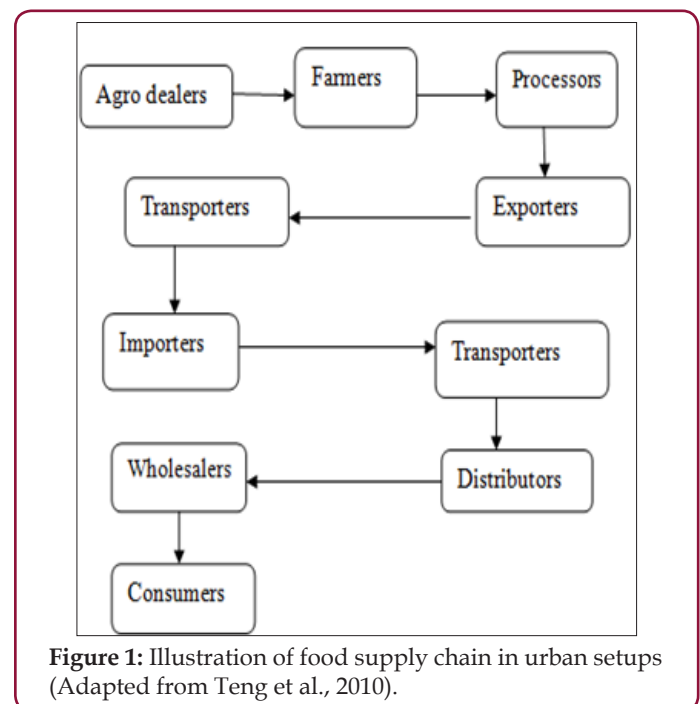 Agro dealers
Farmers
Processors
Exporters
Transporters
Importers
Transporters
Distributors
Wholesalers
Consumers
Figure 1: Illustration of food supply chain in urban setups
(Adapted from Teng et al., 2010).